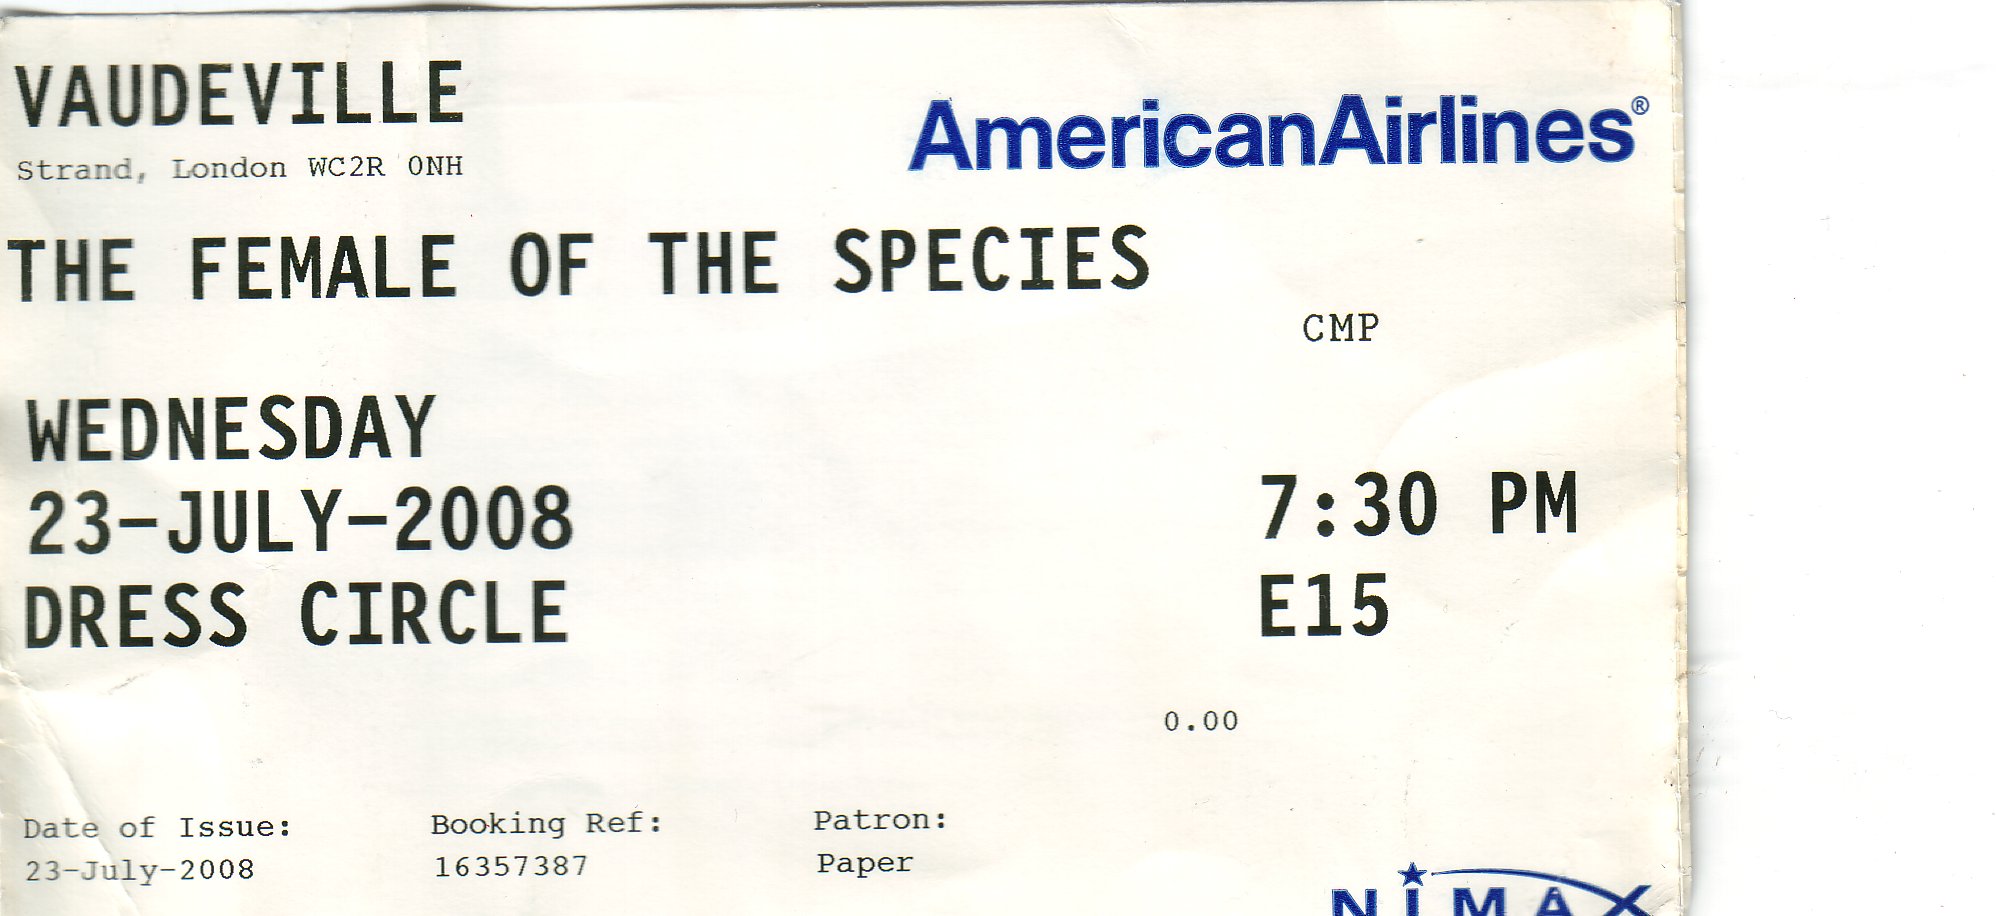 VAUDEVILLE
Strand, London WC2R 0NH
AmericanAirlines®
THE FEMALE OF THE SPECIES
CMP
WEDNESDAY
23-JULY-2008 7:30 PM
DRESS CIRCLE E15
0.00
Date of Issue: Booking Ref: Patron:
23-July-2008 16357387 Paper
NIMAX